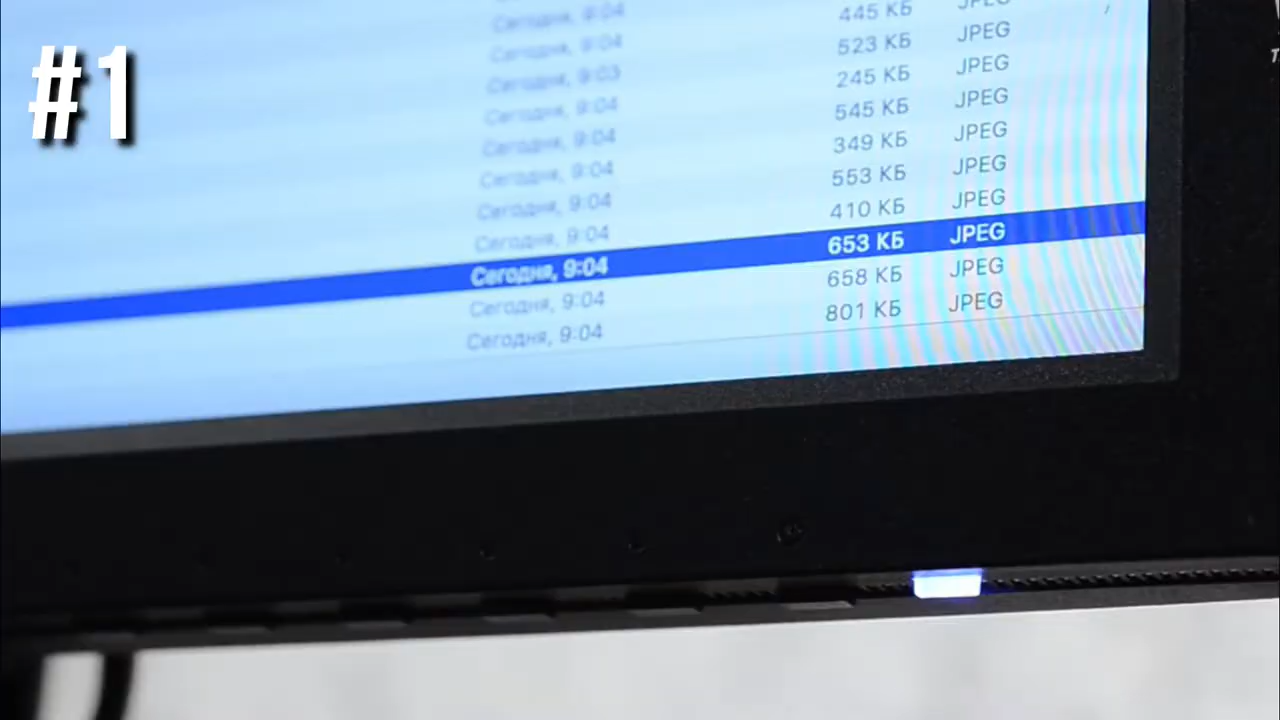 #1
Сегодня, 9:04
Сегодня, 9:04 445 КБ JPEG
Сегодня, 9:03 523 КБ JPEG
Сегодня, 9:04 245 КБ JPEG
Сегодня, 9:04 545 КБ JPEG
Сегодня, 9:04 349 КБ JPEG
Сегодня, 9:04 553 КБ JPEG
Сегодня, 9:04 410 КБ JPEG
Сегодня, 9:04 653 КБ JPEG
Сегодня, 9:04 658 КБ JPEG
Сегодня, 9:04 801 КБ JPEG